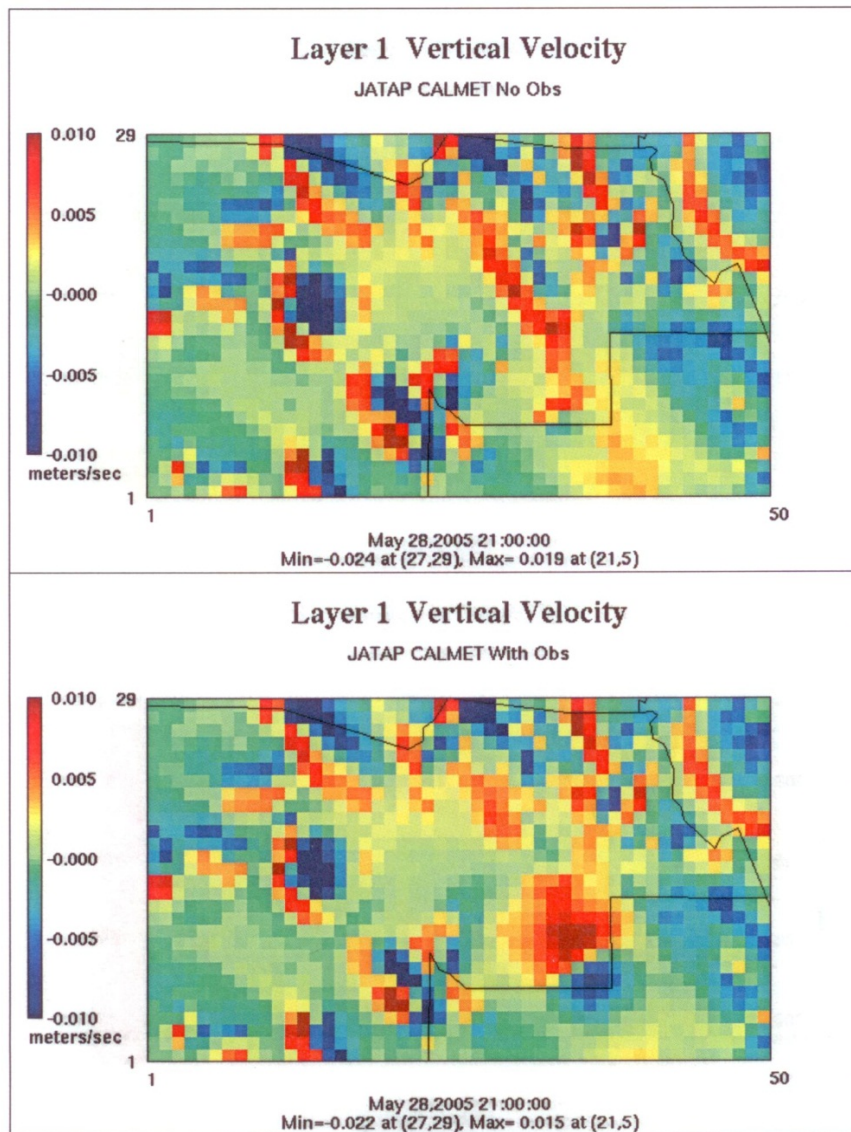 Layer 1 Vertical Velocity
JATAP CALMET No Obs
0.010
0.005
-0.000
-0.005
-0.010
meters/sec
29
1
1
50
May 28,2005 21:00:00
Min=-0.024 at (27,29), Max= 0.019 at (21,5)
Layer 1 Vertical Velocity
JATAP CALMET With Obs
0.010
0.005
-0.000
-0.005
-0.010
meters/sec
29
1
1
50
May 28,2005 21:00:00
Min=-0.022 at (27,29), Max= 0.015 at (21,5)